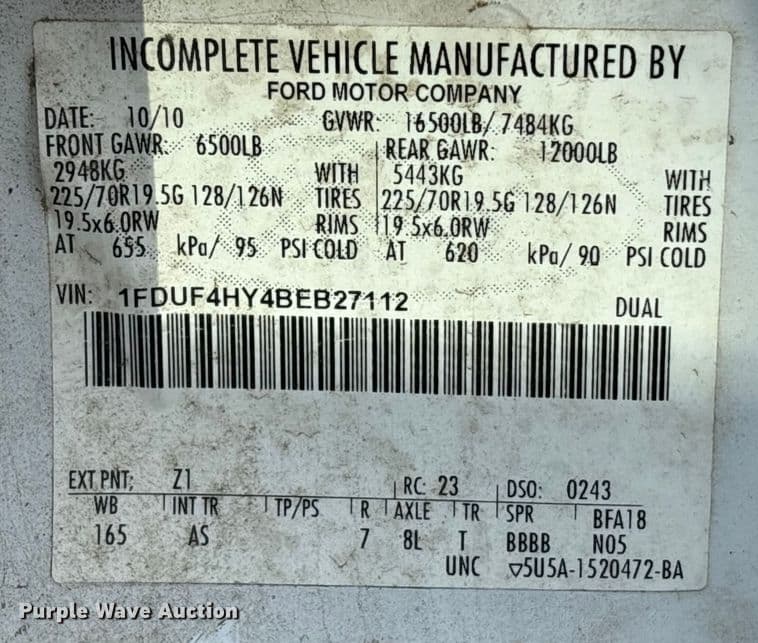 INCOMPLETE VEHICLE MANUFACTURED BY
FORD MOTOR COMPANY
DATE: 10/10 GVWR: 16500LB/ 7484KG
FRONT GAWR: 6500LB REAR GAWR: 12000LB
2948KG WITH 5443KG WITH
225/70R19.5G 128/126N TIRES 225/70R19.5G 128/126N TIRES
19.5x6.0RW RIMS 19.5x6.0RW RIMS
AT 655 kPa/ 95 PSI COLD AT 620 kPa/ 90 PSI COLD
VIN: 1FDUF4HY4BEB27112 DUAL
EXT PNT: Z1 RC: 23 DSO: 0243
WB INT TR TP/PS R AXLE TR SPR BFA18
165 AS 7 8L T BBBB N05
UNC ▽5U5A-1520472-BA
Purple Wave Auction